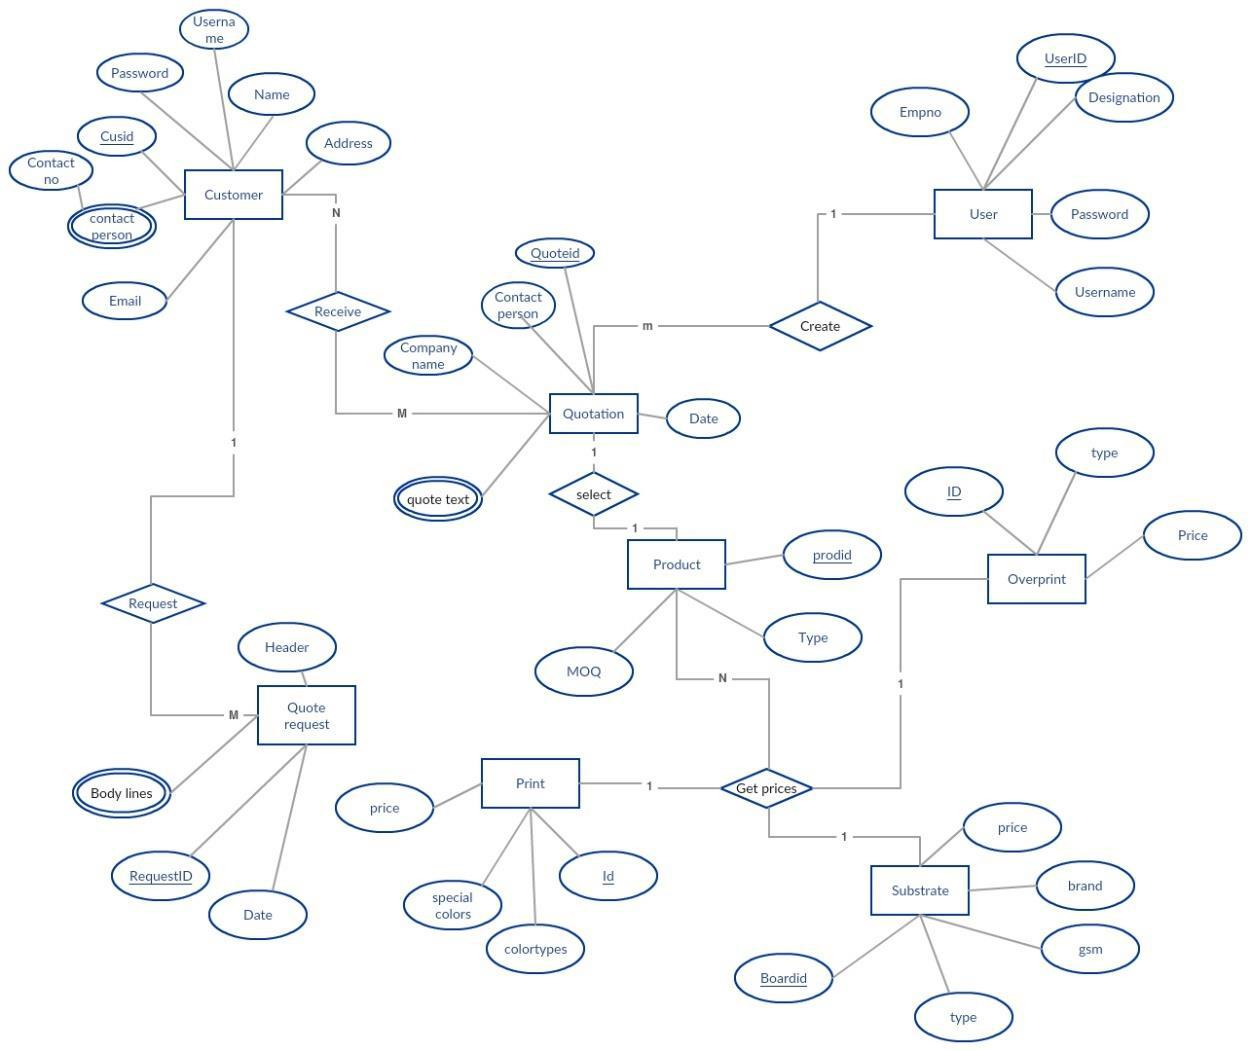 Userna
me
Password
Name
Cusid
Address
Contact
no
Customer
contact
person
N
Email
Receive
UserID
Designation
Empno
User
Password
1
Username
Quoteid
Contact
person
m
Create
Company
name
M
Quotation
Date
1
1
quote text
select
1
type
ID
Price
Product
prodid
Overprint
Request
Type
Header
MOQ
N
1
Quote
request
M
Body lines
Print
1
Get prices
price
1
price
RequestID
Id
Substrate
brand
special
colors
Date
colortypes
gsm
Boardid
type